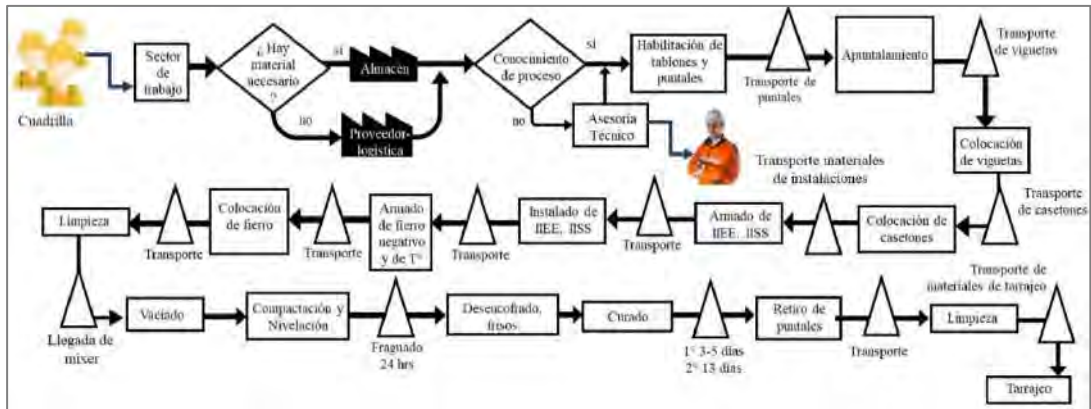 Cuadrilla
Sector
de
trabajo
¿ Hay
material
necesario
?
si
no
Almacén
Proveedor-
logística
Conocimiento
de proceso
si
no
Asesoría
Técnico
Habilitación de
tablones y
puntales
Transporte
de puntales
Apuntalamiento
Transporte
de viguetas
Colocación
de viguetas
Transporte
de casetones
Colocación de
casetones
Transporte materiales
de instalaciones
Armado de
IIEE, IISS
Transporte
Instalado de
IIEE, IISS
Transporte
Armado
de fierro
negativo
y de T°
Transporte
Colocación
de fierro
Transporte
Limpieza
Llegada de
mixer
Vaciado
Compactación y
Nivelación
Fraguado
24 hrs
Desencofrado,
frisos
Curado
1° 3-5 días
2° 13 días
Retiro de
puntales
Transporte
Limpieza
Transporte de
materiales de tarrajeo
Tarrajeo